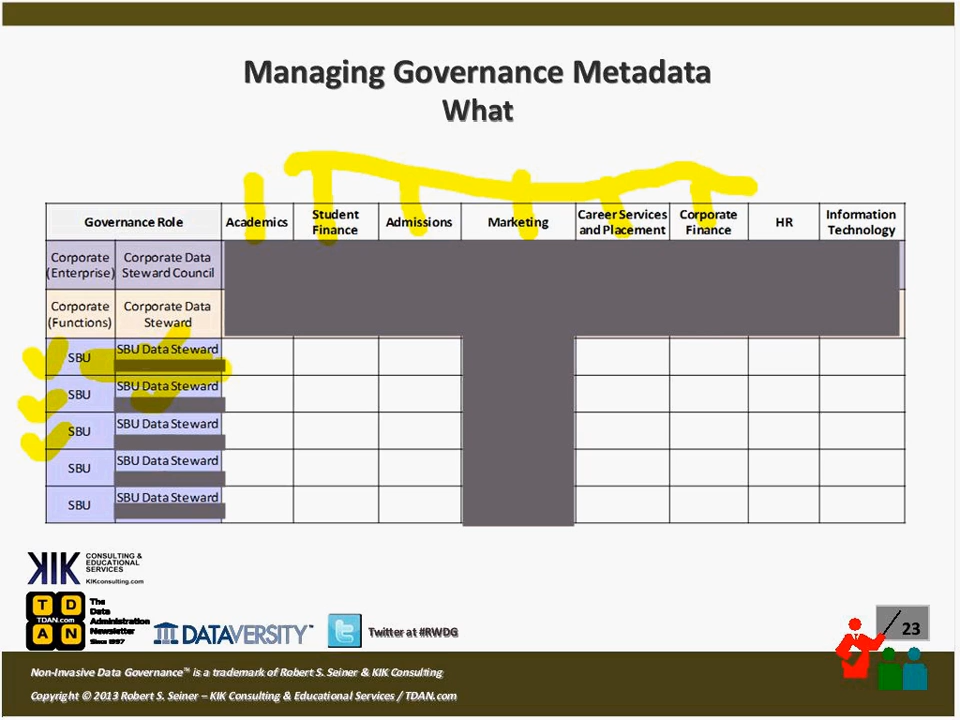 Managing Governance Metadata
What
Governance Role
Academics
Student
Finance
Admissions
Marketing
Career Services
and Placement
Corporate
Finance
HR
Information
Technology
Corporate
(Enterprise)
Corporate Data
Steward Council
Corporate
(Functions)
Corporate Data
Steward
SBU
SBU Data Steward
SBU
SBU Data Steward
SBU
SBU Data Steward
SBU
SBU Data Steward
SBU
SBU Data Steward
KIK
CONSULTING &
EDUCATIONAL
SERVICES
KIKconsulting.com
T D
TDAN.com
A N
The
Data
Administration
Newsletter
Since 1997
DATAVERSITY™
Twitter at #RWDG
23
Non-Invasive Data Governance™ is a trademark of Robert S. Seiner & KIK Consulting
Copyright © 2013 Robert S. Seiner – KIK Consulting & Educational Services / TDAN.com